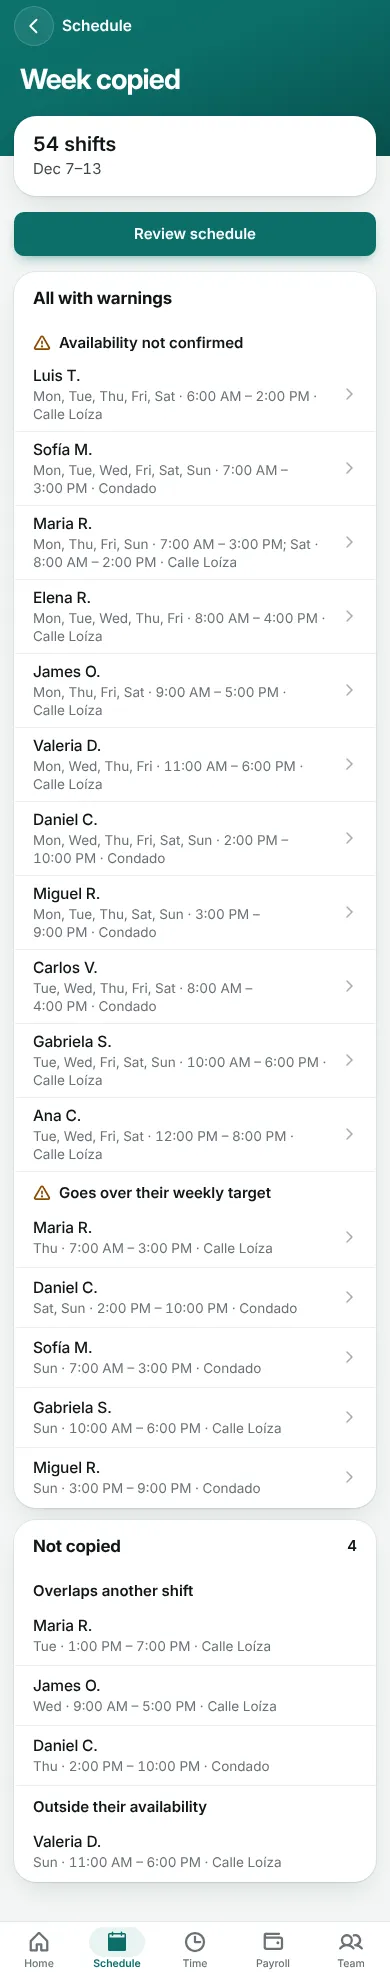 Schedule
Week copied
54 shifts
Dec 7–13
Review schedule
All with warnings
Availability not confirmed
Luis T.
Mon, Tue, Thu, Fri, Sat · 6:00 AM – 2:00 PM ·
Calle Loíza
Sofía M.
Mon, Tue, Wed, Fri, Sat, Sun · 7:00 AM –
3:00 PM · Condado
Maria R.
Mon, Thu, Fri, Sun · 7:00 AM – 3:00 PM; Sat ·
8:00 AM – 2:00 PM · Calle Loíza
Elena R.
Mon, Tue, Wed, Thu, Fri · 8:00 AM – 4:00 PM ·
Calle Loíza
James O.
Mon, Thu, Fri, Sat · 9:00 AM – 5:00 PM ·
Calle Loíza
Valeria D.
Mon, Wed, Thu, Fri · 11:00 AM – 6:00 PM ·
Calle Loíza
Daniel C.
Mon, Wed, Thu, Fri, Sat, Sun · 2:00 PM –
10:00 PM · Condado
Miguel R.
Mon, Tue, Thu, Sat, Sun · 3:00 PM –
9:00 PM · Condado
Carlos V.
Tue, Wed, Thu, Fri, Sat · 8:00 AM –
4:00 PM · Condado
Gabriela S.
Tue, Wed, Fri, Sat, Sun · 10:00 AM – 6:00 PM ·
Calle Loíza
Ana C.
Tue, Wed, Fri, Sat · 12:00 PM – 8:00 PM ·
Calle Loíza
Goes over their weekly target
Maria R.
Thu · 7:00 AM – 3:00 PM · Calle Loíza
Daniel C.
Sat, Sun · 2:00 PM – 10:00 PM · Condado
Sofía M.
Sun · 7:00 AM – 3:00 PM · Condado
Gabriela S.
Sun · 10:00 AM – 6:00 PM · Calle Loíza
Miguel R.
Sun · 3:00 PM – 9:00 PM · Condado
Not copied 4
Overlaps another shift
Maria R.
Tue · 1:00 PM – 7:00 PM · Calle Loíza
James O.
Wed · 9:00 AM – 5:00 PM · Calle Loíza
Daniel C.
Thu · 2:00 PM – 10:00 PM · Condado
Outside their availability
Valeria D.
Sun · 11:00 AM – 6:00 PM · Calle Loíza
Home Schedule Time Payroll Team